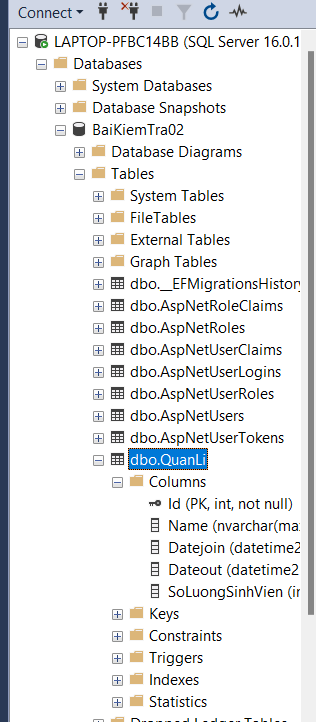 Connect
LAPTOP-PFBC14BB (SQL Server 16.0.1
Databases
System Databases
Database Snapshots
BaiKiemTra02
Database Diagrams
Tables
System Tables
FileTables
External Tables
Graph Tables
dbo.__EFMigrationsHistory
dbo.AspNetRoleClaims
dbo.AspNetRoles
dbo.AspNetUserClaims
dbo.AspNetUserLogins
dbo.AspNetUserRoles
dbo.AspNetUsers
dbo.AspNetUserTokens
dbo.QuanLi
Columns
Id (PK, int, not null)
Name (nvarchar(ma
Datejoin (datetime2
Dateout (datetime2
SoLuongSinhVien (in
Keys
Constraints
Triggers
Indexes
Statistics
Dropped Ledger Tables